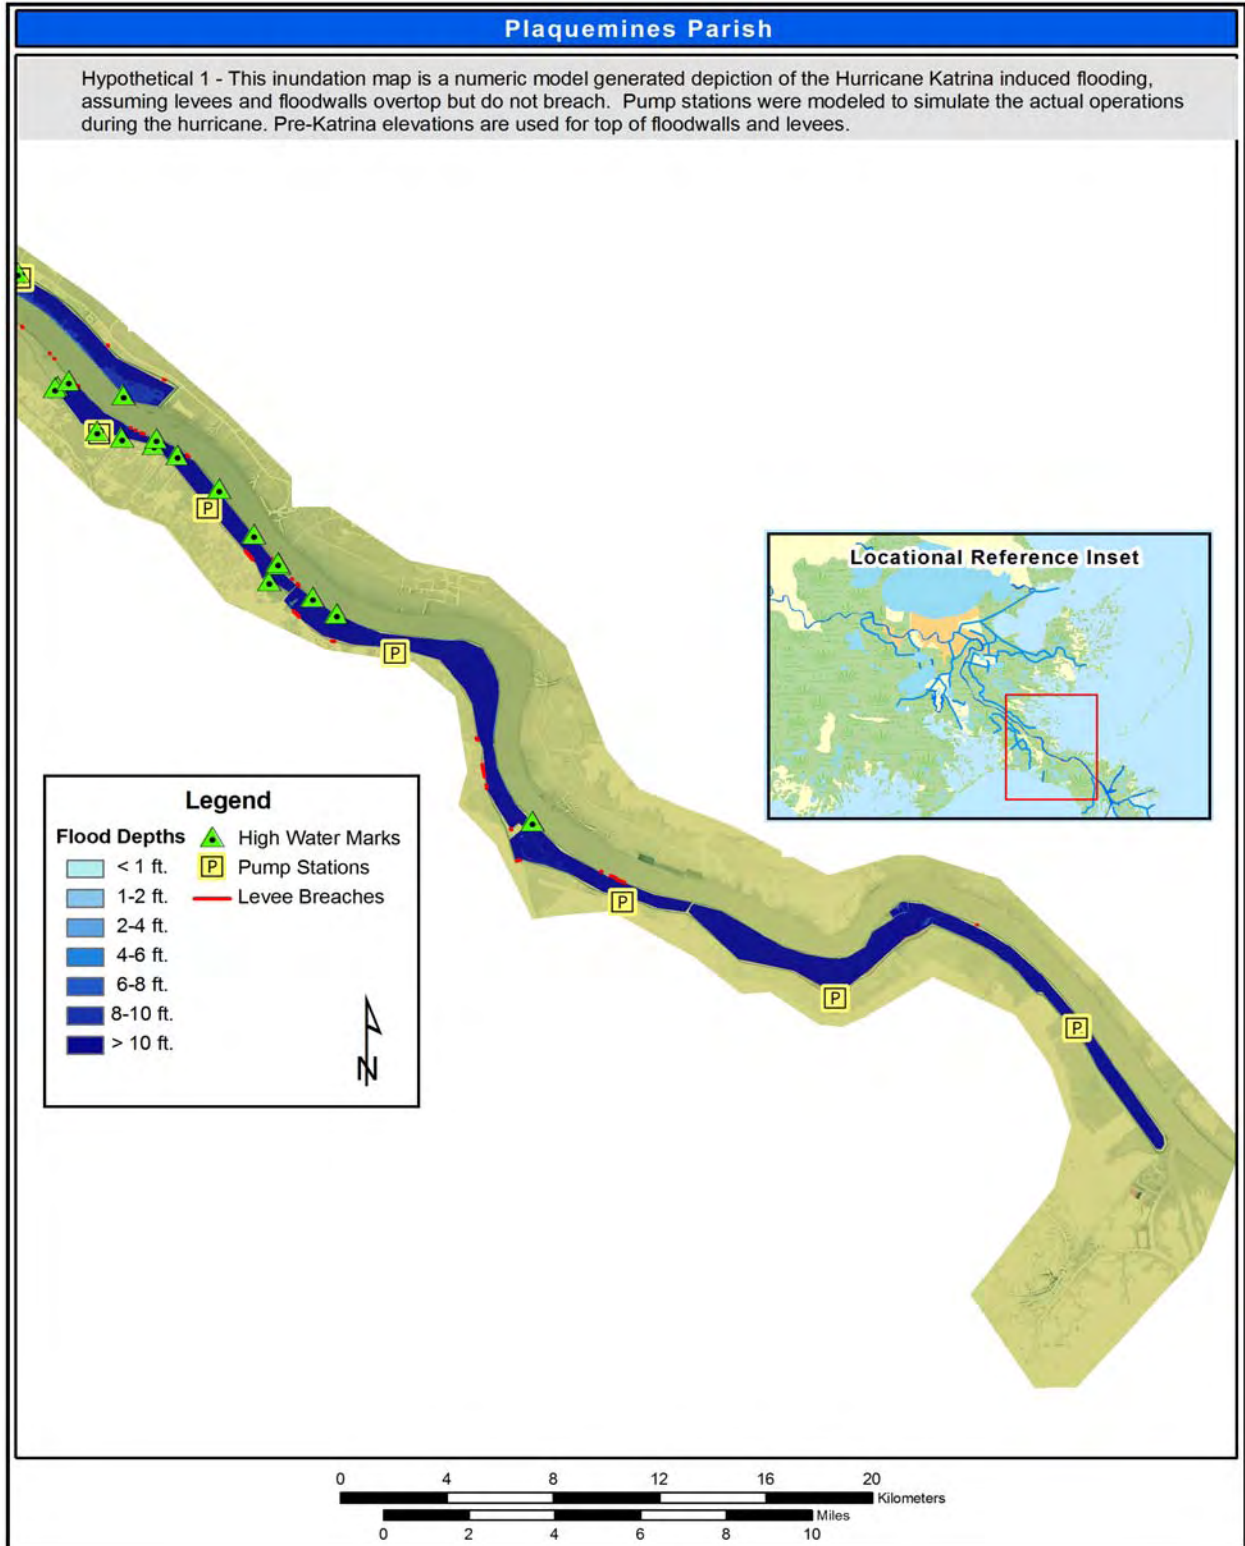 Plaquemines Parish
Hypothetical 1 - This inundation map is a numeric model generated depiction of the Hurricane Katrina induced flooding,
assuming levees and floodwalls overtop but do not breach.  Pump stations were modeled to simulate the actual operations
during the hurricane. Pre-Katrina elevations are used for top of floodwalls and levees.
P
P
P
P
P
Locational Reference Inset
Legend
Flood Depths
High Water Marks
< 1 ft.
P Pump Stations
1-2 ft.
Levee Breaches
2-4 ft.
4-6 ft.
6-8 ft.
8-10 ft.
> 10 ft.
N
0 4 8 12 16 20
Kilometers
Miles
0 2 4 6 8 10